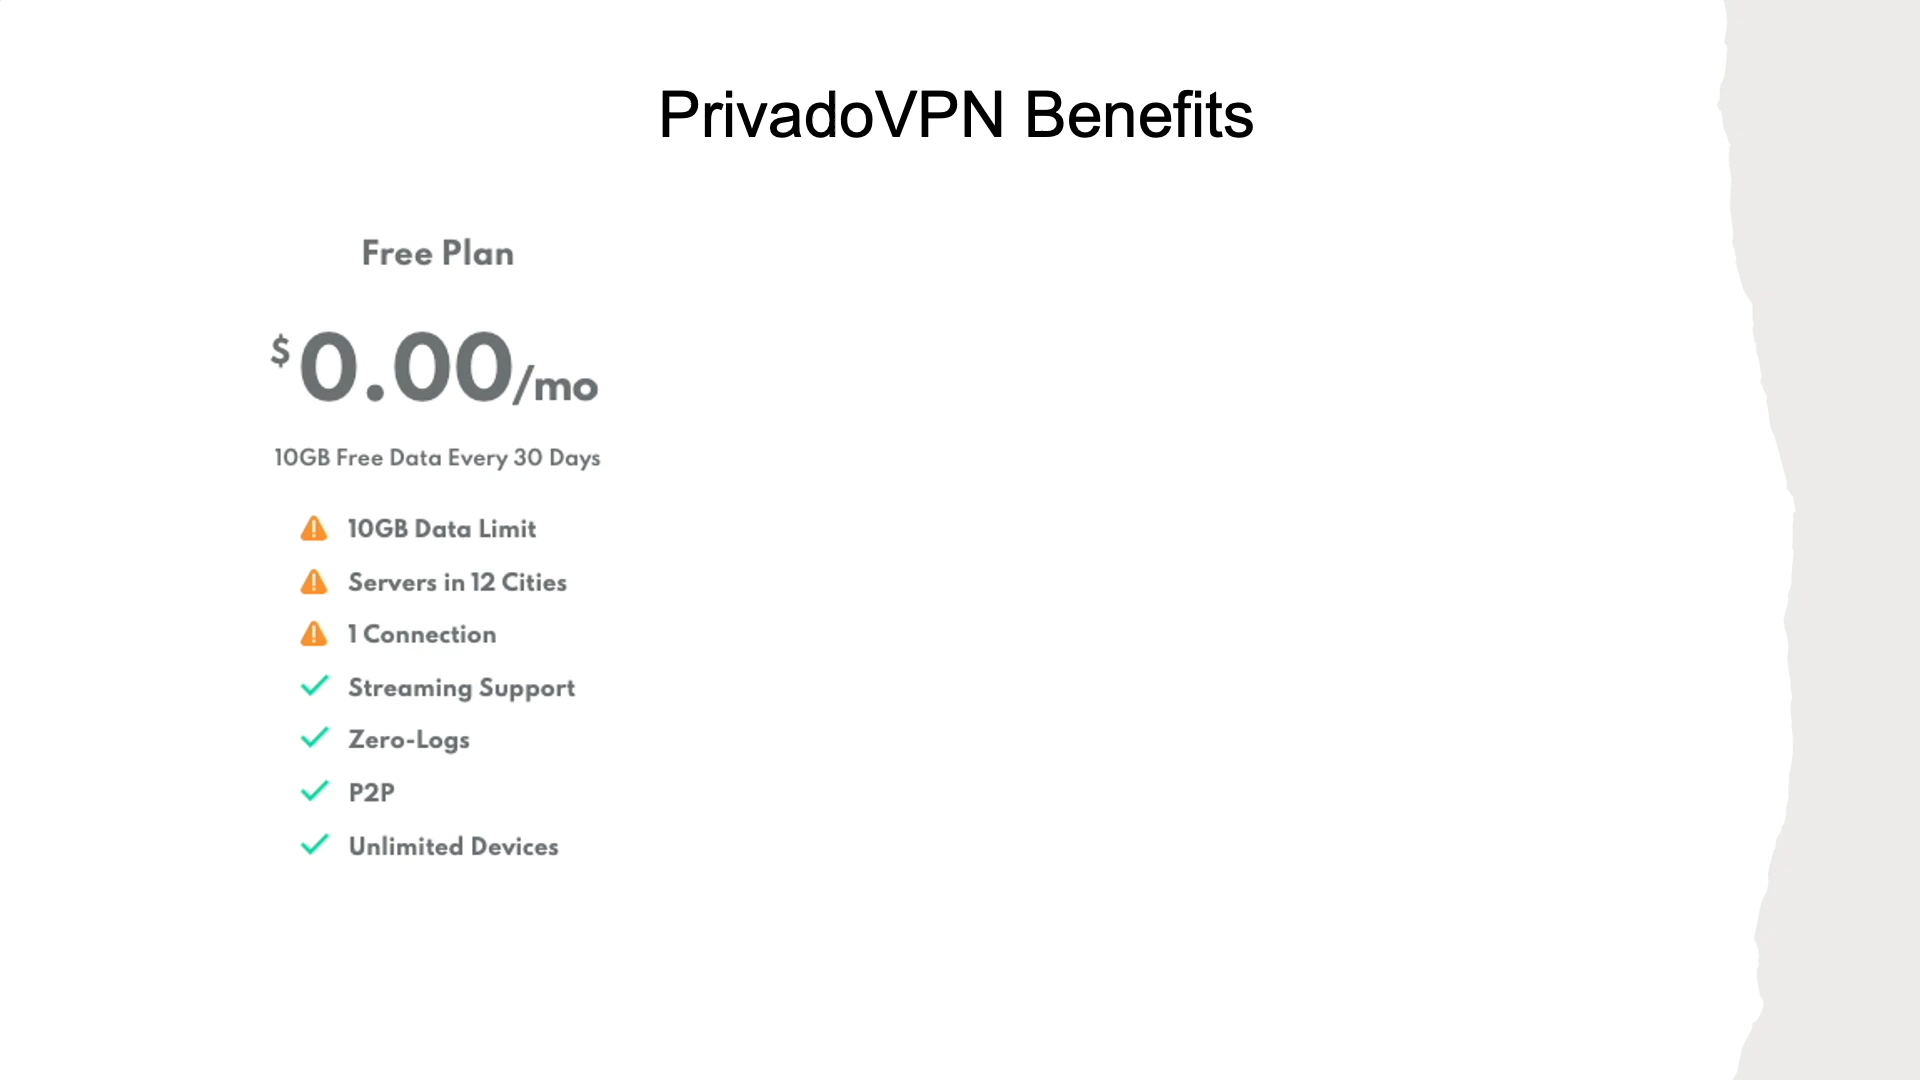 PrivadoVPN Benefits
Free Plan
$0.00/mo
10GB Free Data Every 30 Days
10GB Data Limit
Servers in 12 Cities
1 Connection
Streaming Support
Zero-Logs
P2P
Unlimited Devices